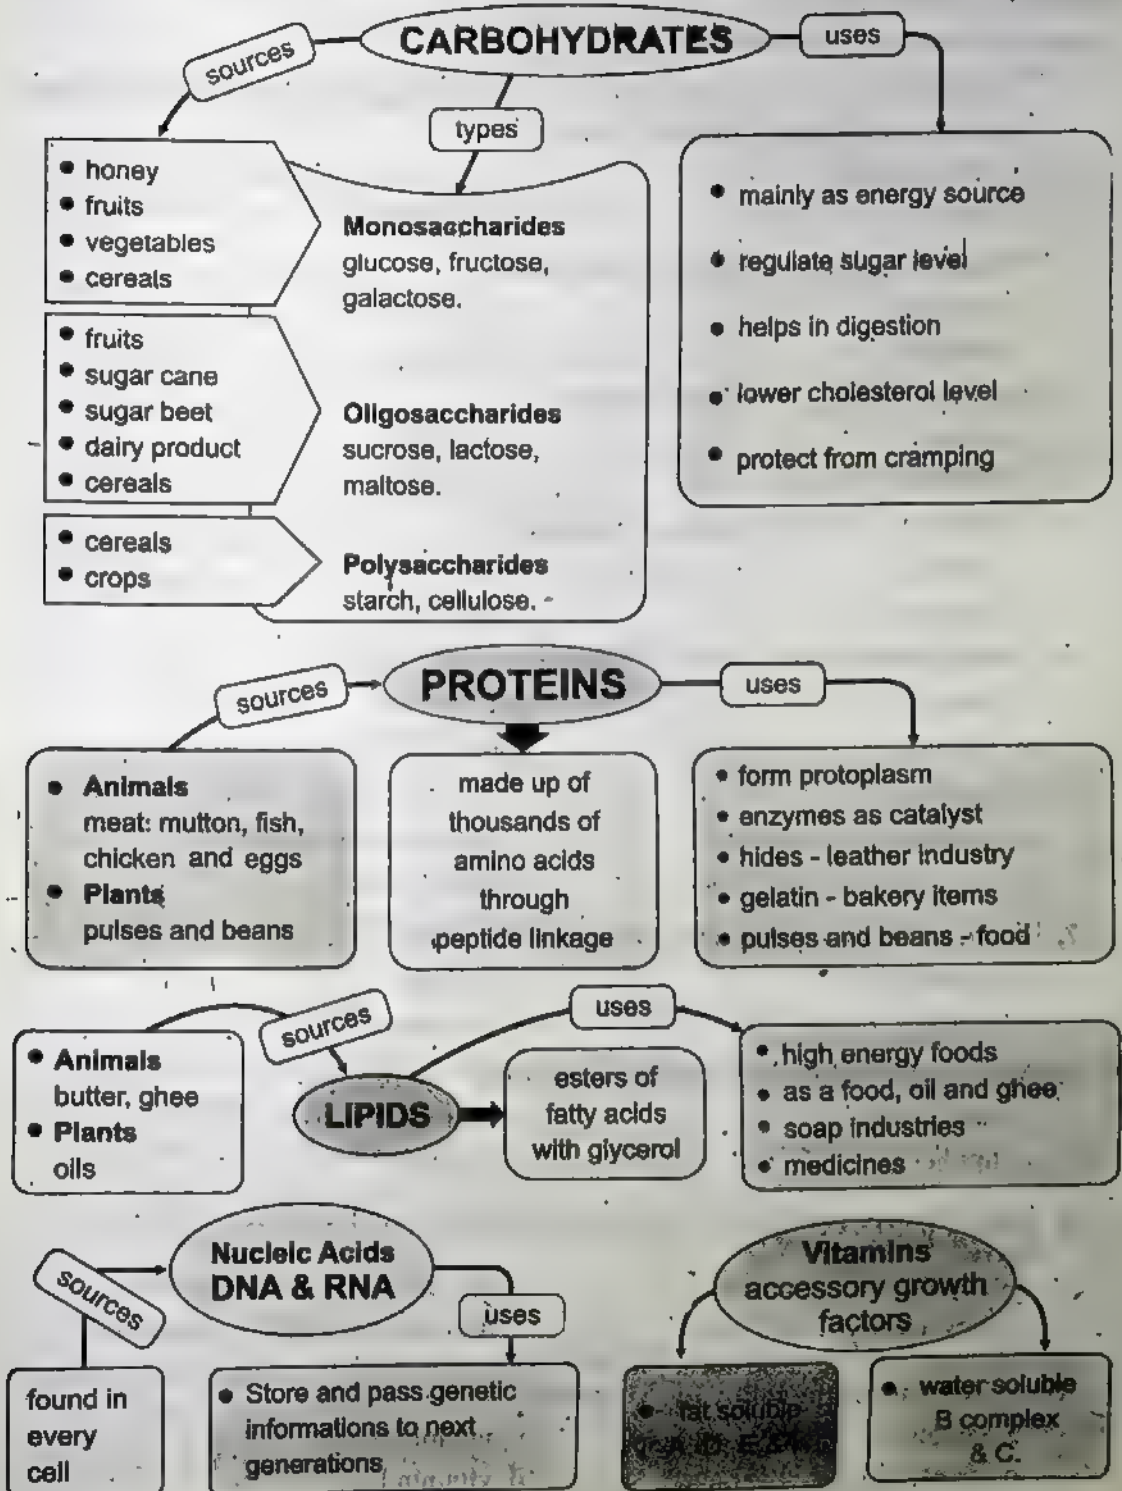 CARBOHYDRATES
sources
uses
types
• honey
• fruits
• vegetables
• cereals
• fruits
• sugar cane
• sugar beet
• dairy product
• cereals
• cereals
• crops
Monosaccharides
glucose, fructose,
galactose.
Oligosaccharides
sucrose, lactose,
maltose.
Polysaccharides
starch, cellulose.
• mainly as energy source
• regulate sugar level
• helps in digestion
• lower cholesterol level
• protect from cramping
PROTEINS
sources
uses
• Animals
meat: mutton, fish,
chicken and eggs
• Plants
pulses and beans
made up of
thousands of
amino acids
through
peptide linkage
• form protoplasm
• enzymes as catalyst
• hides - leather industry
• gelatin - bakery items
• pulses and beans - food
sources
uses
• Animals
butter, ghee
• Plants
oils
LIPIDS
esters of
fatty acids
with glycerol
• high energy foods
• as a food, oil and ghee
• soap industries
• medicines
Nucleic Acids
DNA & RNA
sources
uses
found in
every
cell
• Store and pass genetic
informations to next
generations
Vitamins
accessory growth
factors
• fat soluble
A, D, E &
• water soluble
B complex
& C.